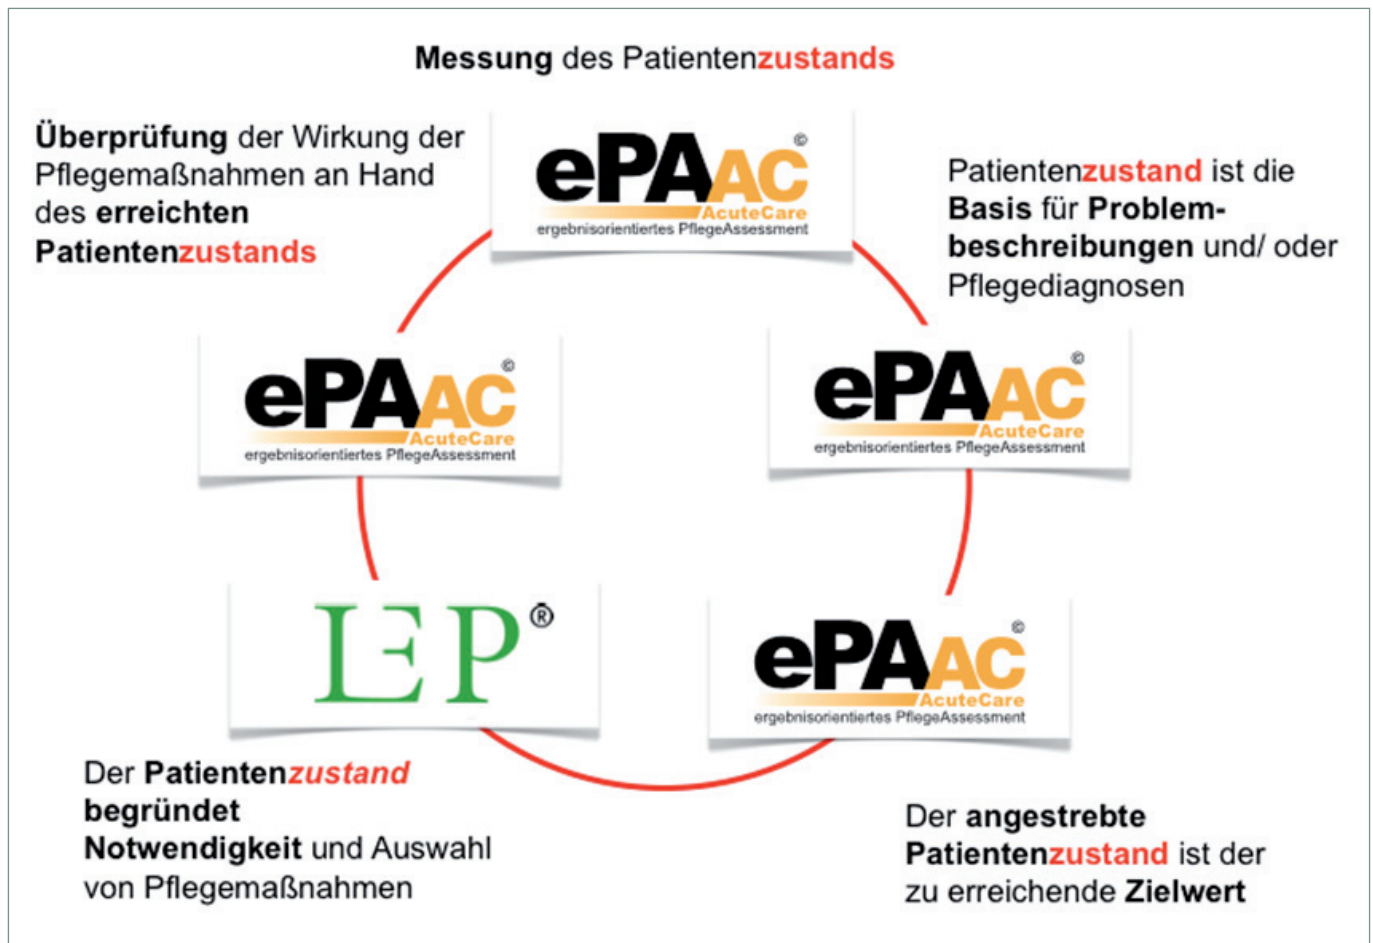 Messung des Patientenzustands
Überprüfung der Wirkung der
Pflegemaßnahmen an Hand
des erreichten
Patientenzustands
ePAAC©
AcuteCare
ergebnisorientiertes PflegeAssessment
Patientenzustand ist die
Basis für Problem-
beschreibungen und/ oder
Pflegediagnosen
ePAAC©
AcuteCare
ergebnisorientiertes PflegeAssessment
ePAAC©
AcuteCare
ergebnisorientiertes PflegeAssessment
LEP®
ePAAC©
AcuteCare
ergebnisorientiertes PflegeAssessment
Der Patientenzustand
begründet
Notwendigkeit und Auswahl
von Pflegemaßnahmen
Der angestrebte
Patientenzustand ist der
zu erreichende Zielwert